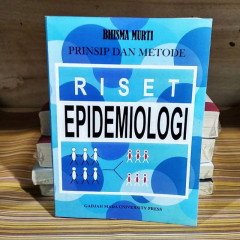 BHISMA MURTI
PRINSIP DAN METODE
RISET
EPIDEMIOLOGI
GADJAH MADA UNIVERSITY PRESS